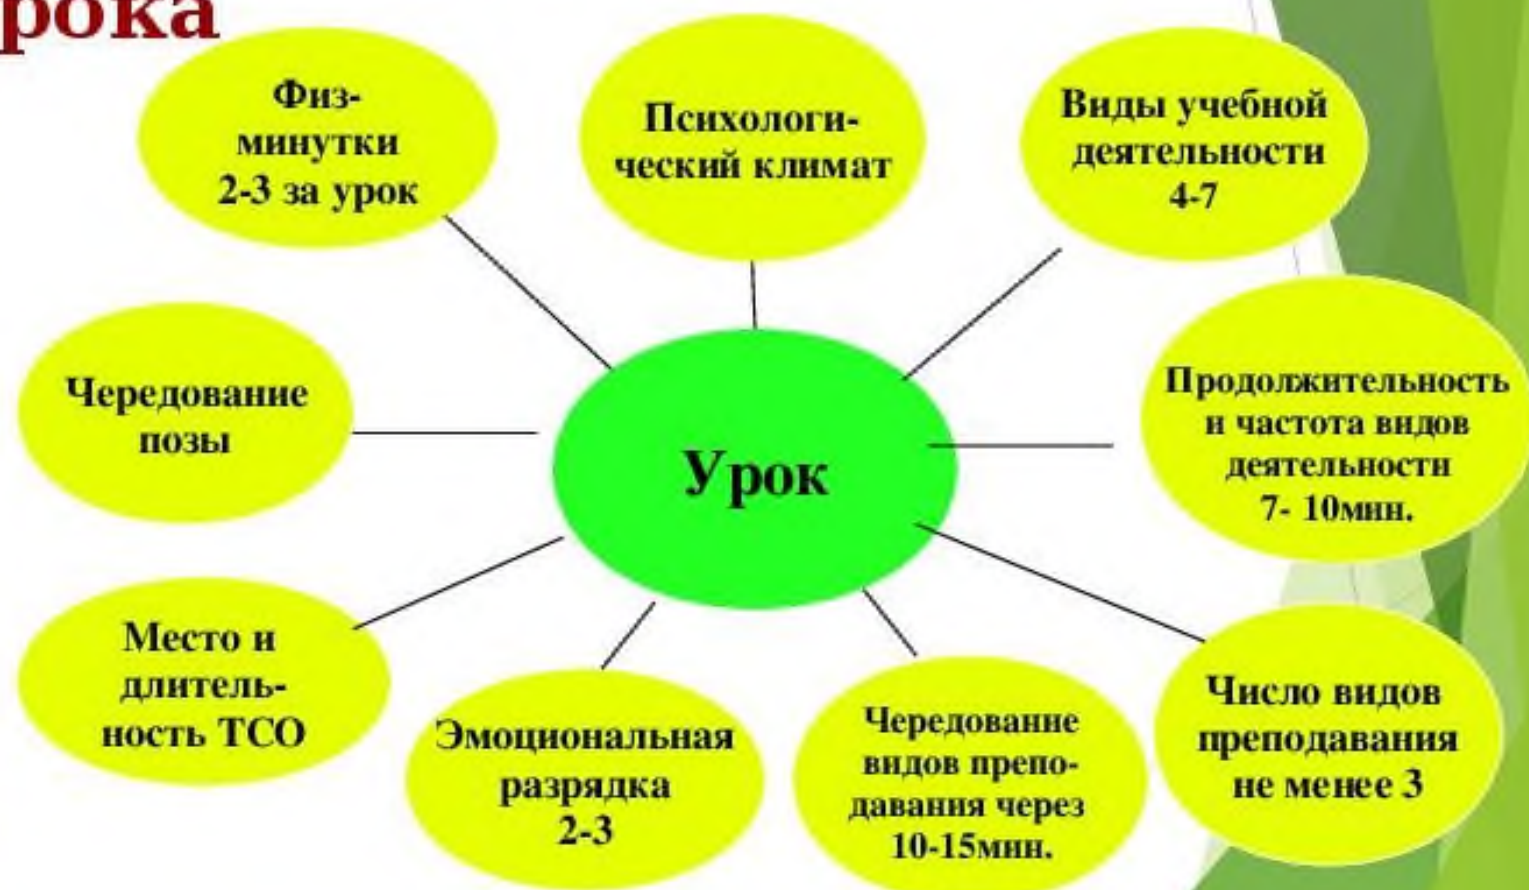 рока
Физ-
минутки
2-3 за урок
Психологи-
ческий климат
Виды учебной
деятельности
4-7
Чередование
позы
Урок
Продолжительность
и частота видов
деятельности
7- 10мин.
Место и
длитель-
ность ТСО
Эмоциональная
разрядка
2-3
Чередование
видов препо-
давания через
10-15мин.
Число видов
преподавания
не менее 3